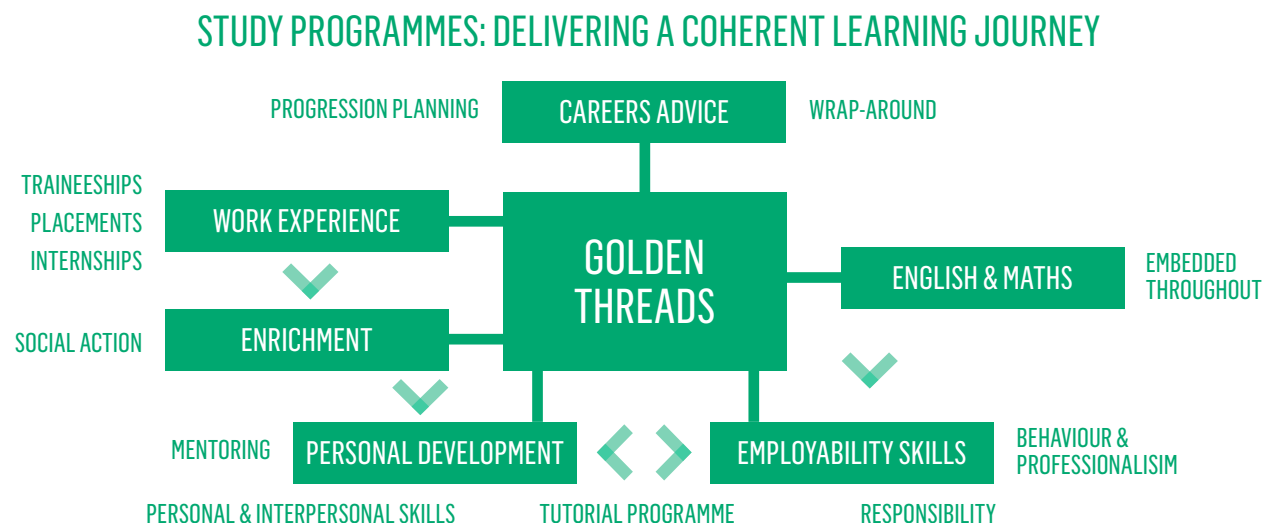 STUDY PROGRAMMES: DELIVERING A COHERENT LEARNING JOURNEY
PROGRESSION PLANNING
CAREERS ADVICE
WRAP-AROUND
TRAINEESHIPS
PLACEMENTS
INTERNSHIPS
WORK EXPERIENCE
GOLDEN
THREADS
ENGLISH & MATHS
EMBEDDED
THROUGHOUT
SOCIAL ACTION
ENRICHMENT
MENTORING
PERSONAL DEVELOPMENT
EMPLOYABILITY SKILLS
BEHAVIOUR &
PROFESSIONALISIM
PERSONAL & INTERPERSONAL SKILLS
TUTORIAL PROGRAMME
RESPONSIBILITY